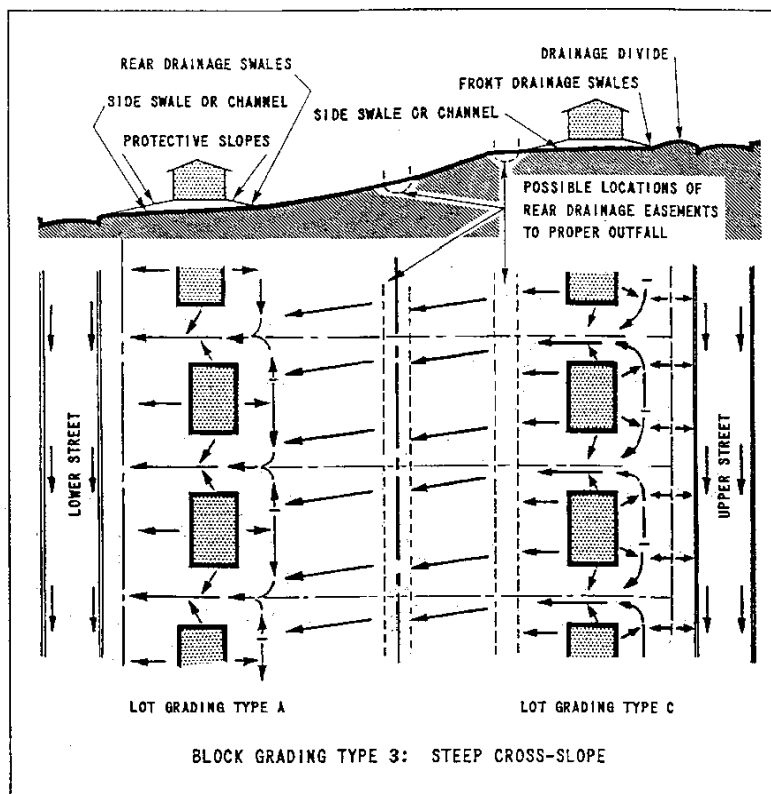 DRAINAGE DIVIDE
REAR DRAINAGE SWALES
FRONT DRAINAGE SWALES
SIDE SWALE OR CHANNEL
SIDE SWALE OR CHANNEL
PROTECTIVE SLOPES
POSSIBLE LOCATIONS OF
REAR DRAINAGE EASEMENTS
TO PROPER OUTFALL
LOWER STREET
UPPER STREET
LOT GRADING TYPE A
LOT GRADING TYPE C
BLOCK GRADING TYPE 3: STEEP CROSS-SLOPE